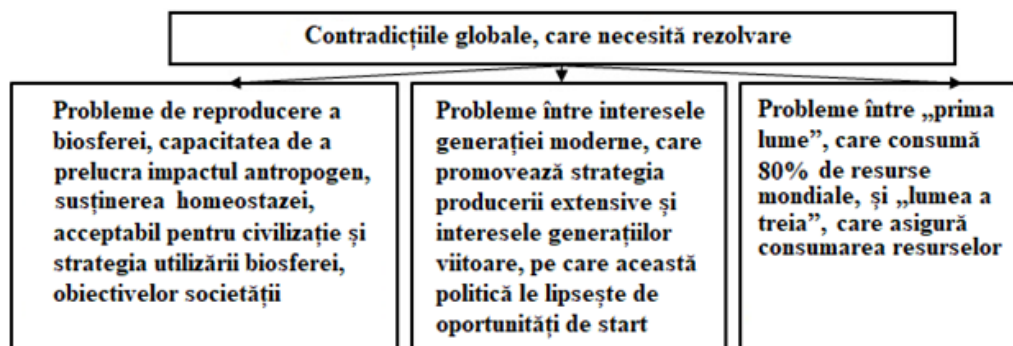 Contradicțiile globale, care necesită rezolvare
Probleme de reproducere a
biosferei, capacitatea de a
prelucra impactul antropogen,
susținerea homeostazei,
acceptabil pentru civilizație și
strategia utilizării biosferei,
obiectivelor societății
Probleme între interesele
generației moderne, care
promovează strategia
producerii extensive și
interesele generațiilor
viitoare, pe care această
politică le lipsește de
oportunități de start
Probleme între „prima
lume”, care consumă
80% de resurse
mondiale, și „lumea a
treia”, care asigură
consumarea resurselor